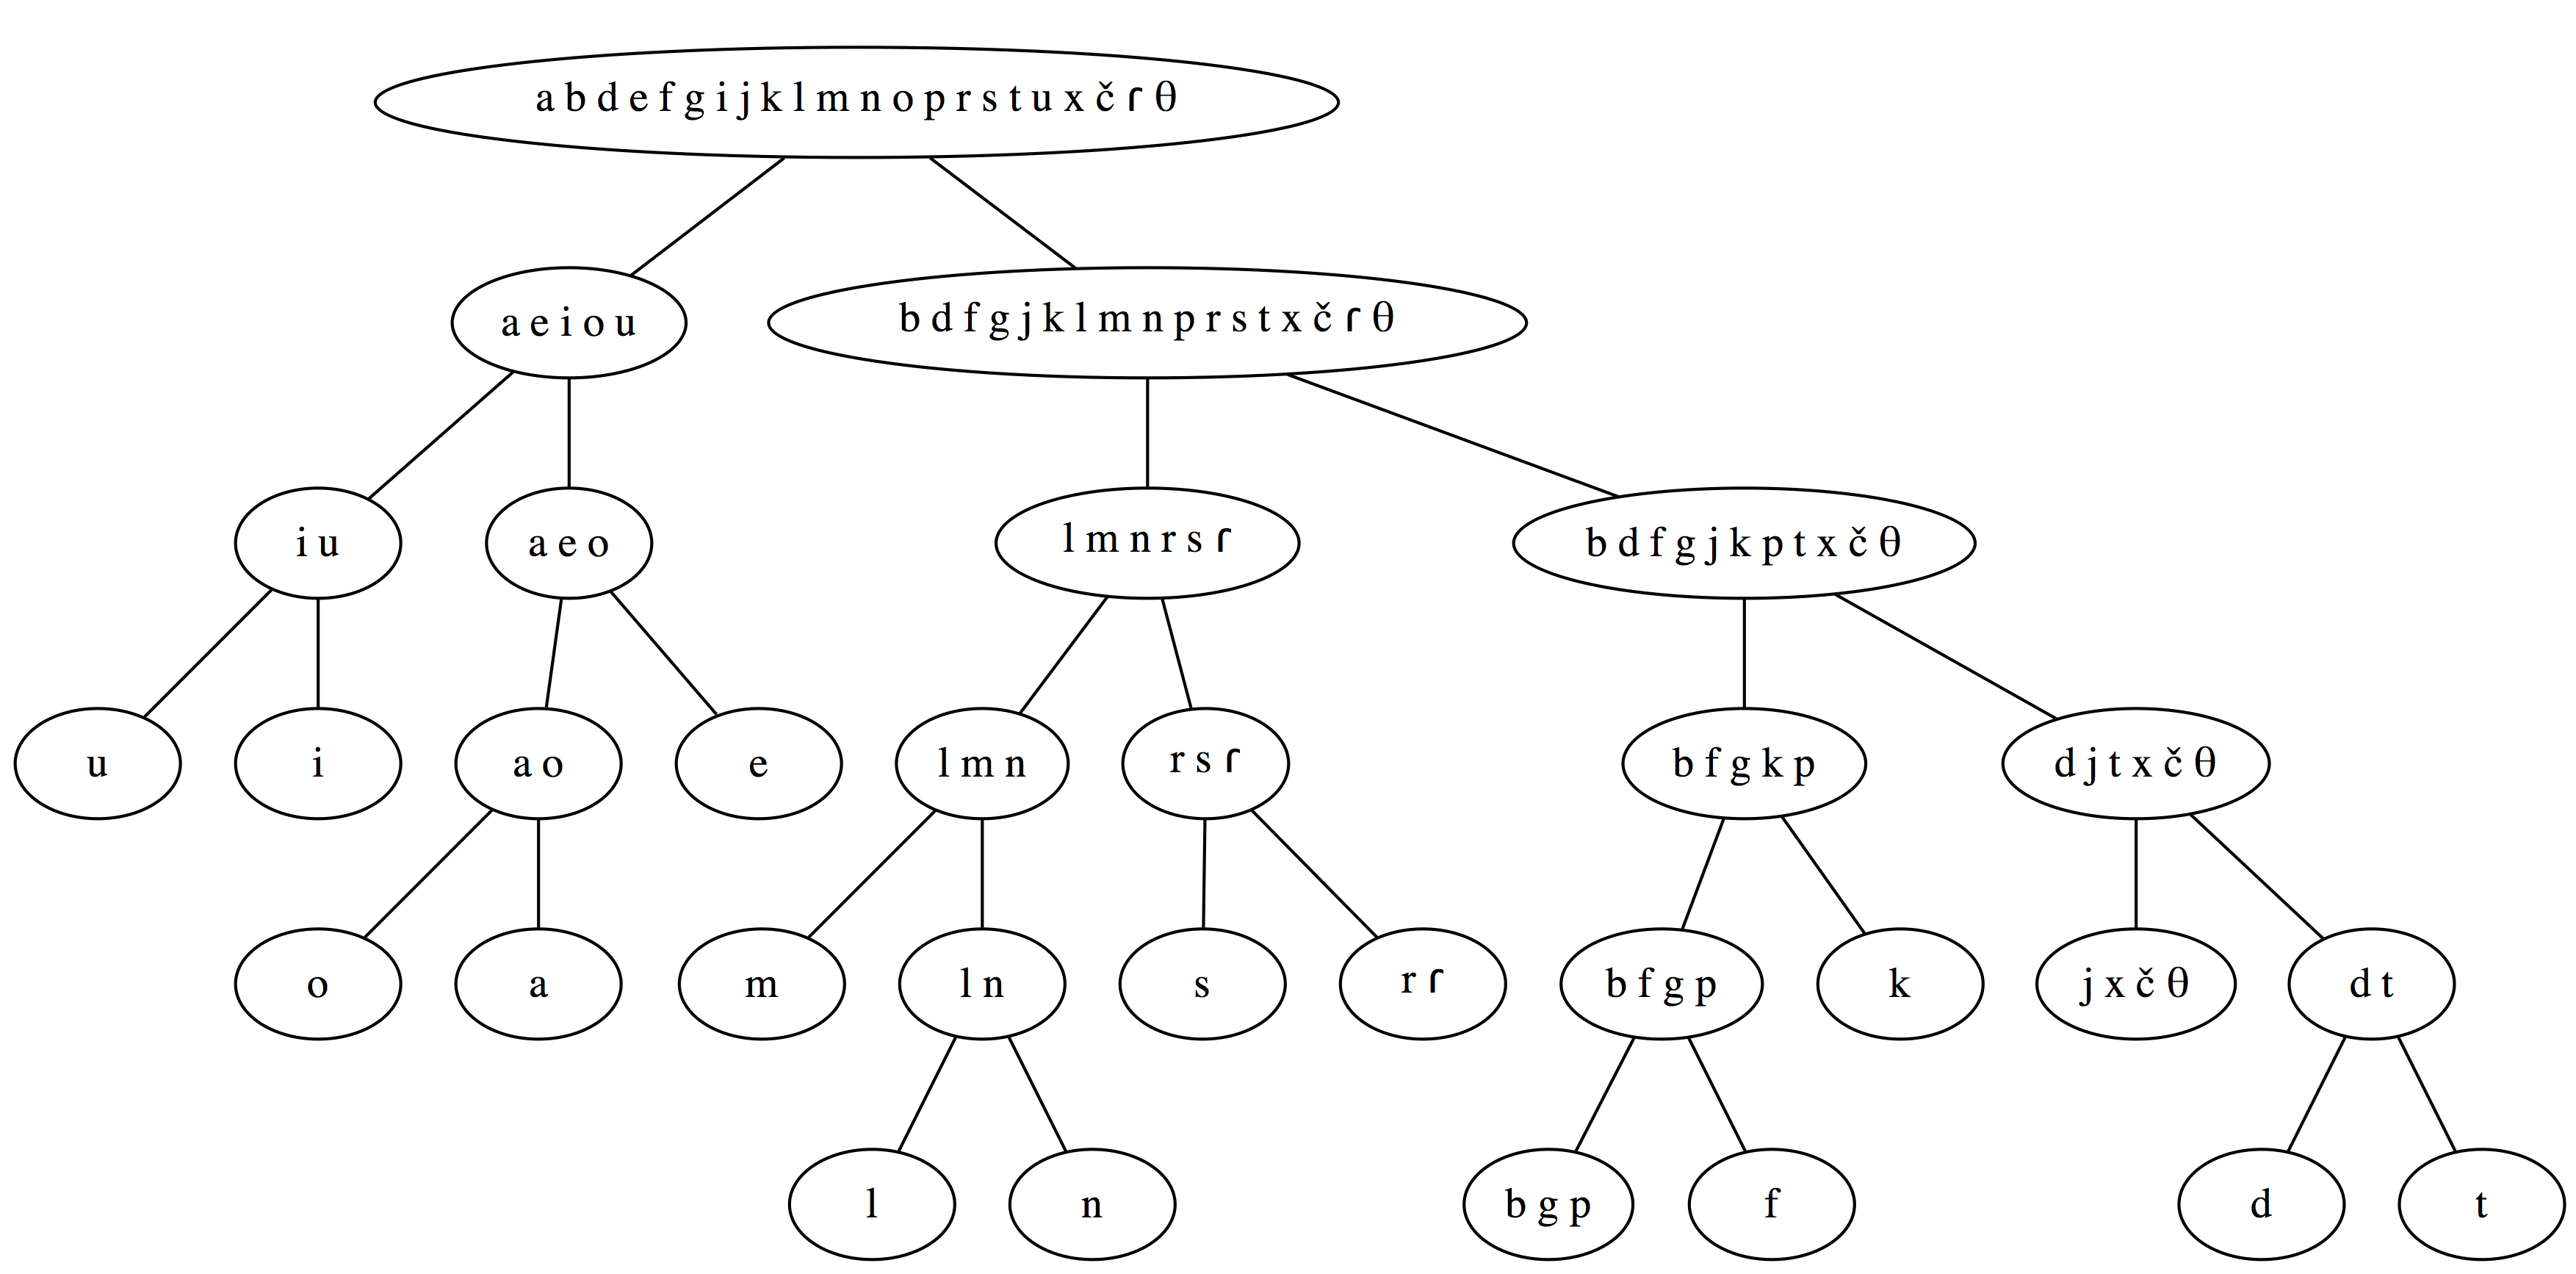 a b d e f g i j k l m n o p r s t u x č ɾ θ
a e i o u
b d f g j k l m n p r s t x č ɾ θ
i u
a e o
l m n r s ɾ
b d f g j k p t x č θ
u
i
a o
e
l m n
r s ɾ
b f g k p
d j t x č θ
o
a
m
l n
s
r ɾ
b f g p
k
j x č θ
d t
l
n
b g p
f
d
t